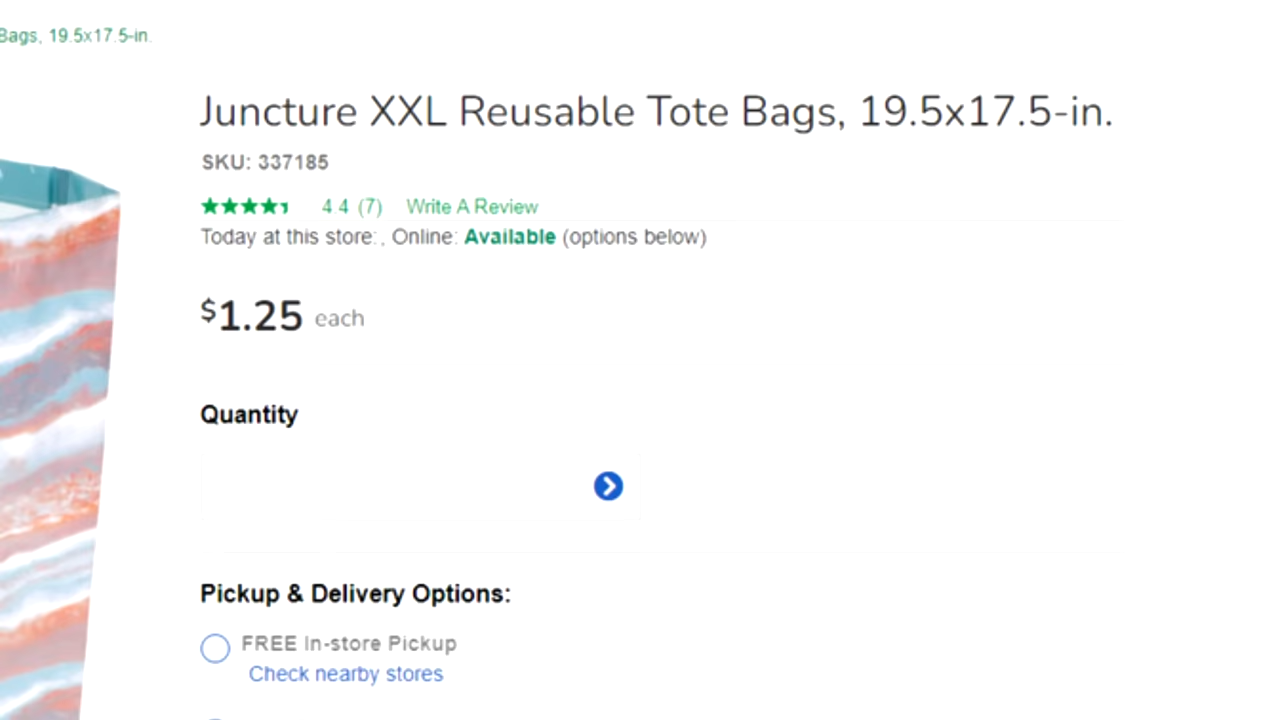 Bags, 19.5x17.5-in.
Juncture XXL Reusable Tote Bags, 19.5x17.5-in.
SKU: 337185
4 4 (7) Write A Review
Today at this store: , Online: Available (options below)
$1.25 each
Quantity
Pickup & Delivery Options:
FREE In-store Pickup
Check nearby stores